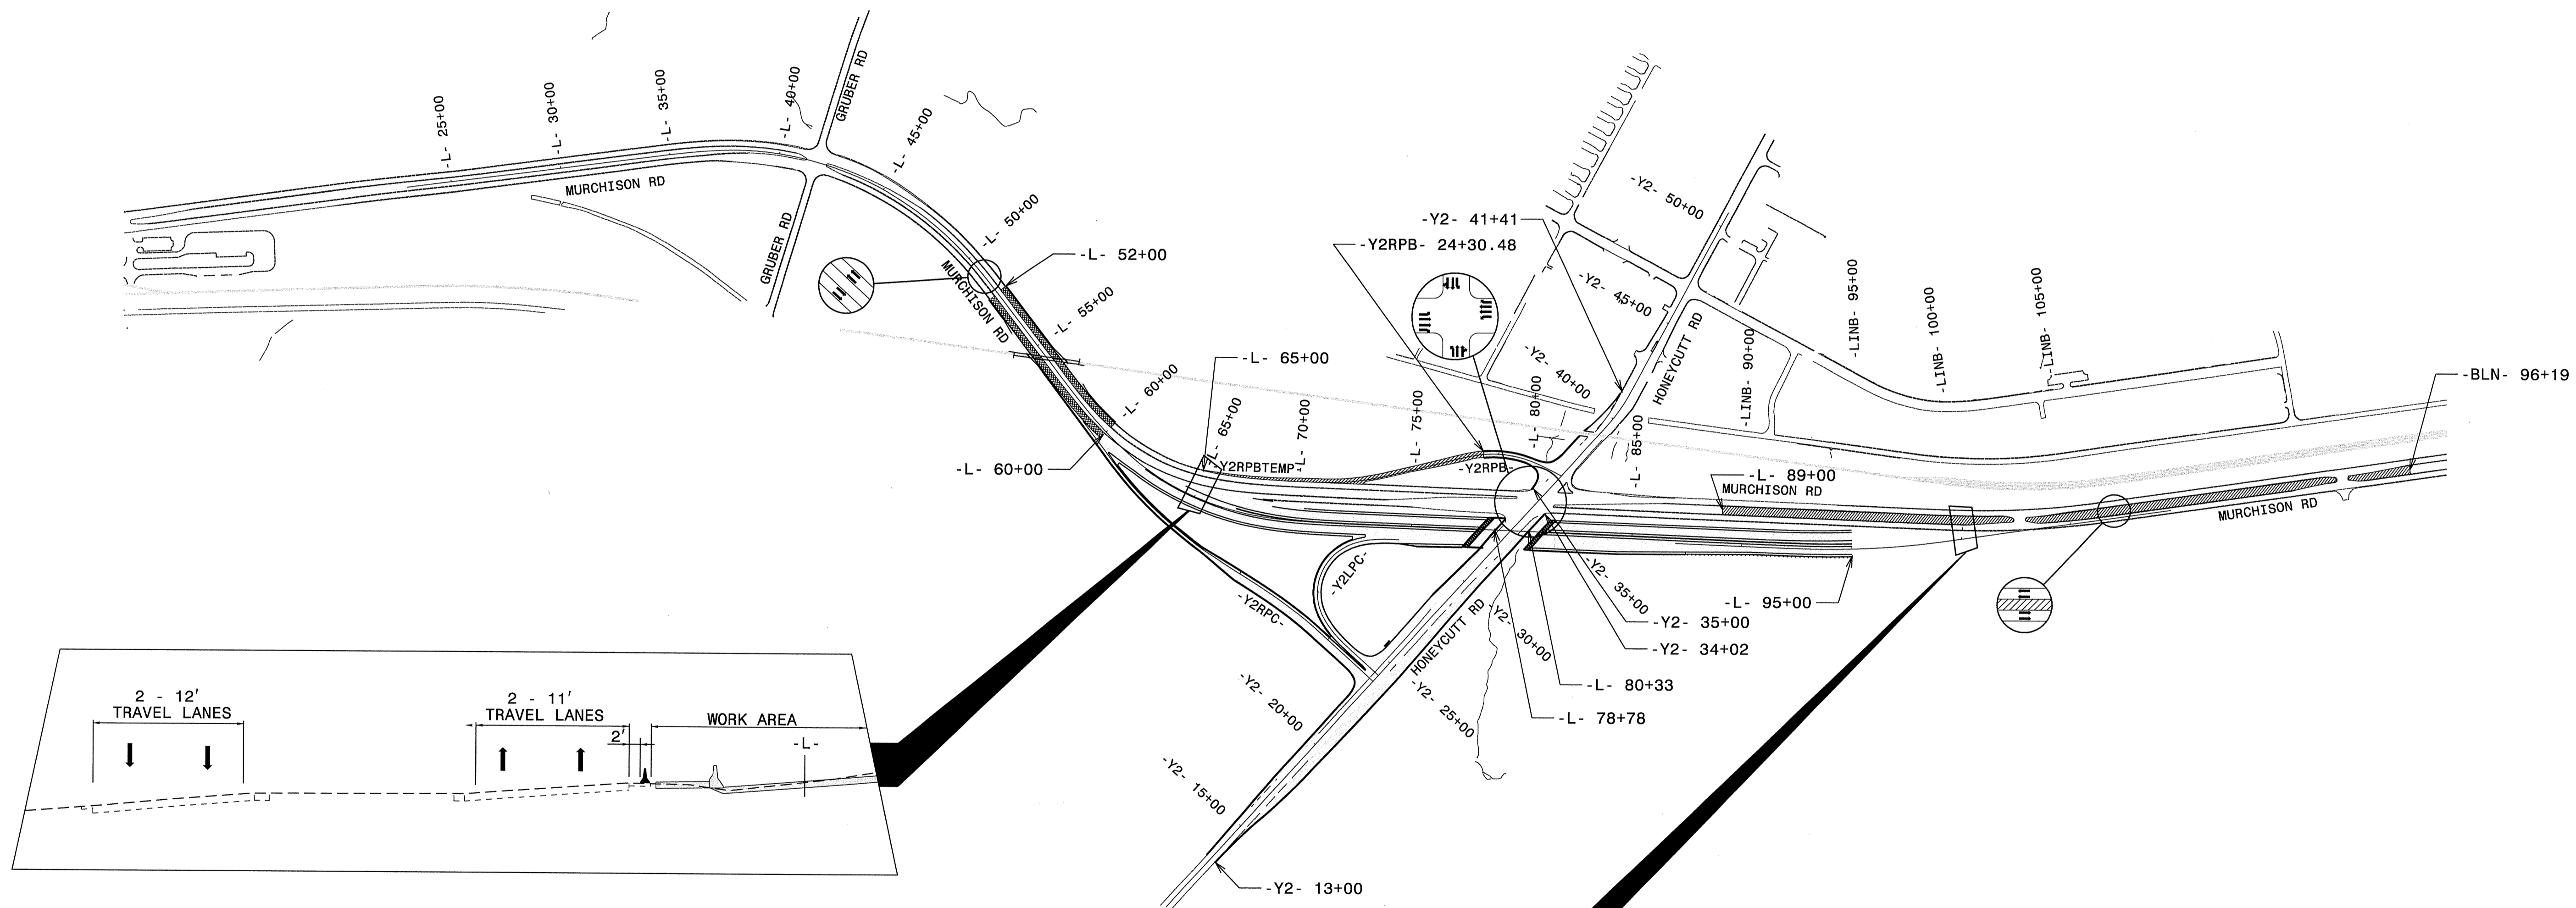 GRUBER RD
-L- 25+00
-L- 30+00
-L- 35+00
-L- 40+00
-L- 45+00
MURCHISON RD
GRUBER RD
-L- 50+00
-L- 52+00
MURCHISON RD
-L- 55+00
-L- 60+00
-L- 60+00
-L- 65+00
-L- 65+00
-L- 70+00
-L- 75+00
-L- 80+00
-L- 85+00
-Y2RPBTEMP-
-Y2RPB-
-Y2- 41+41
-Y2RPB- 24+30.48
-Y2- 50+00
-Y2- 45+00
-Y2- 40+00
HONEYCUTT RD
-LINB- 90+00
-LINB- 95+00
-LINB- 100+00
-LINB- 105+00
-BLN- 96+19
-L- 89+00
MURCHISON RD
MURCHISON RD
-Y2LPC-
-Y2RPC-
-Y2- 35+00
-L- 95+00
-Y2- 35+00
-Y2- 34+02
-Y2- 30+00
HONEYCUTT RD
-L- 80+33
-L- 78+78
-Y2- 25+00
-Y2- 20+00
-Y2- 15+00
-Y2- 13+00
2 - 12'
TRAVEL LANES
2 - 11'
TRAVEL LANES
WORK AREA
2'
-L-